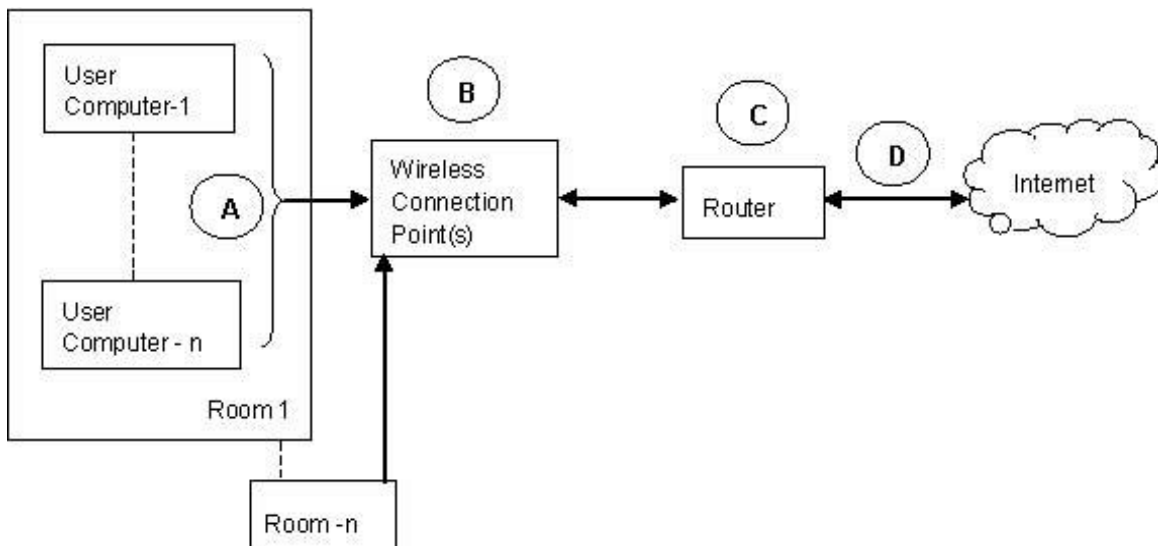 User
Computer-1
A
User
Computer - n
Room 1
Room -n
B
Wireless
Connection
Point(s)
C
Router
D
Internet